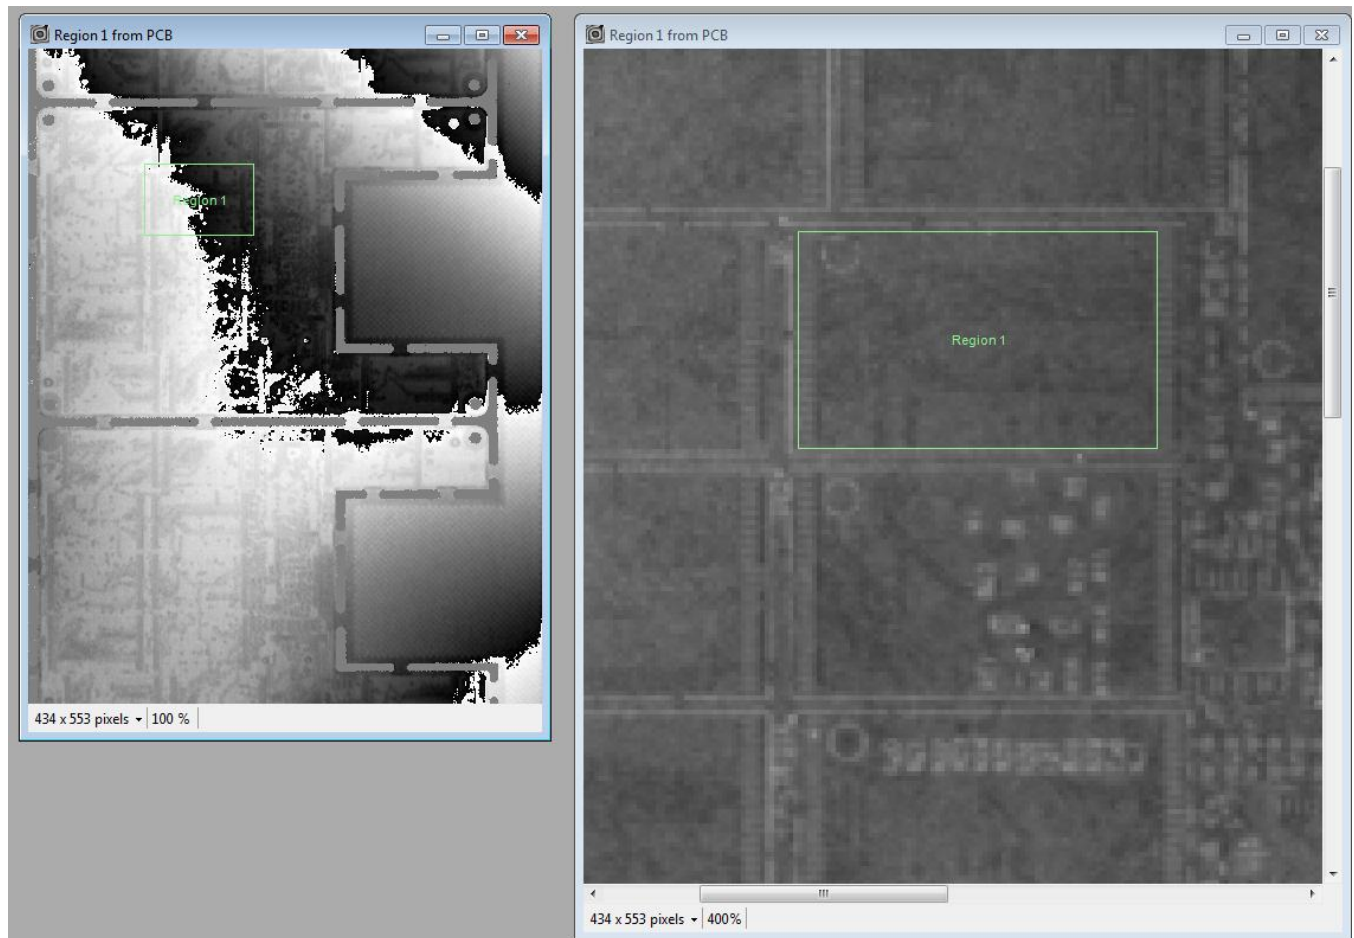 Region 1 from PCB
Region 1
434 x 553 pixels
100 %
Region 1 from PCB
Region 1
434 x 553 pixels
400%